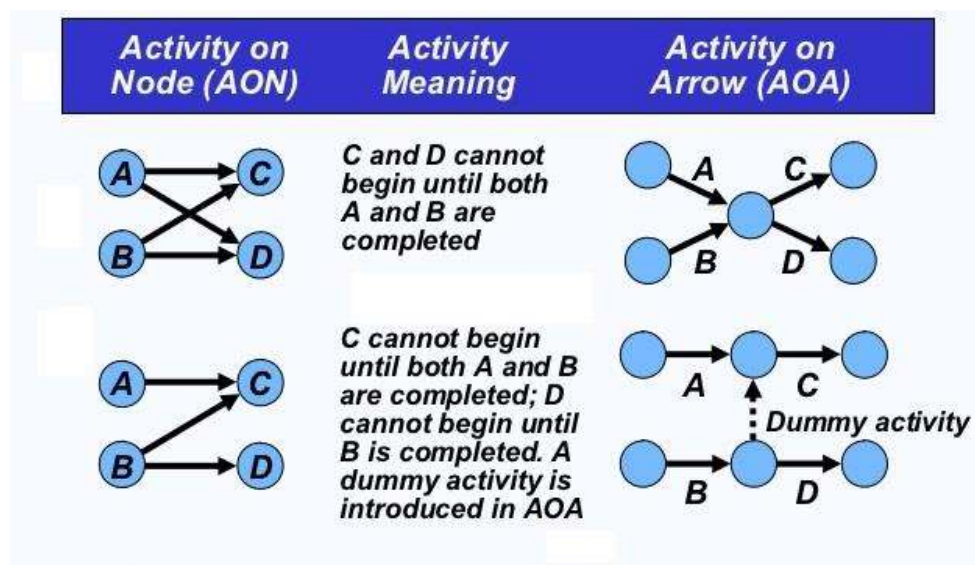 Activity on
Node (AON)
Activity
Meaning
Activity on
Arrow (AOA)
A
C
B
D
C and D cannot
begin until both
A and B are
completed
A
C
B
D
A
C
B
D
C cannot begin
until both A and B
are completed; D
cannot begin until
B is completed. A
dummy activity is
introduced in AOA
A
C
Dummy activity
B
D